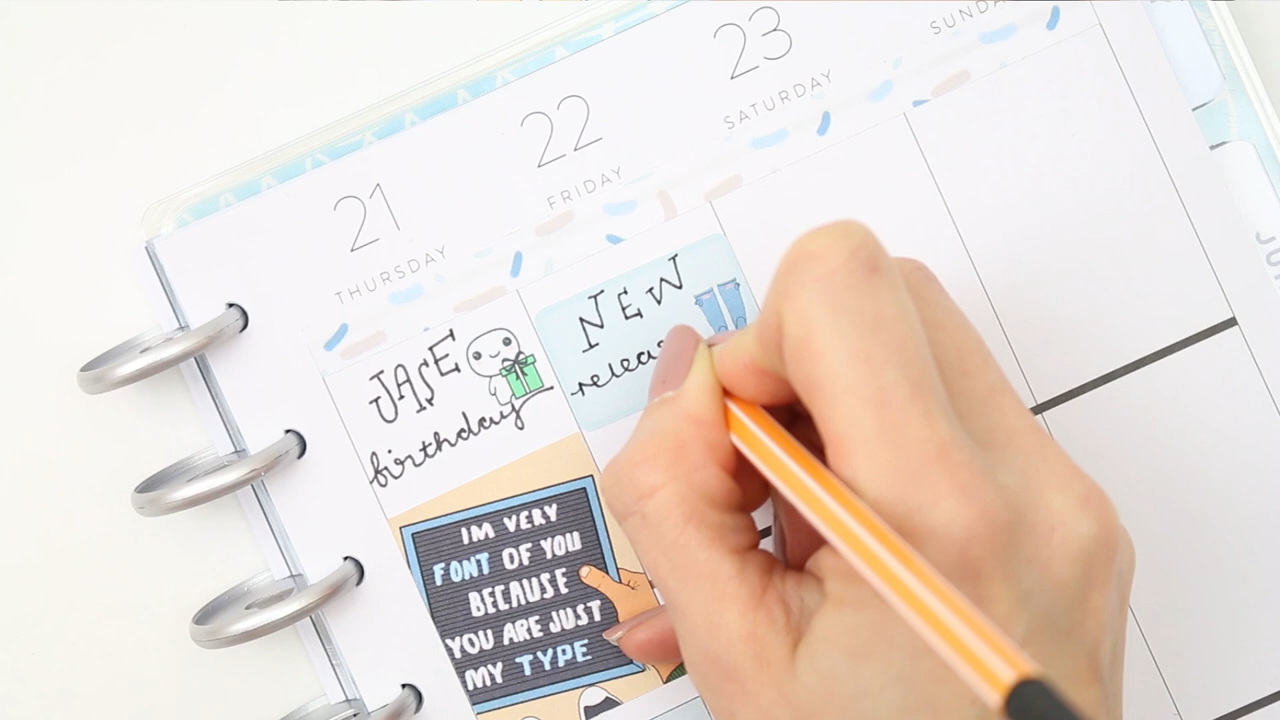 21
THURSDAY
22
FRIDAY
23
SATURDAY
JASE
birthday
NEW
IM VERY
FONT OF YOU
BECAUSE
YOU ARE JUST
MY TYPE